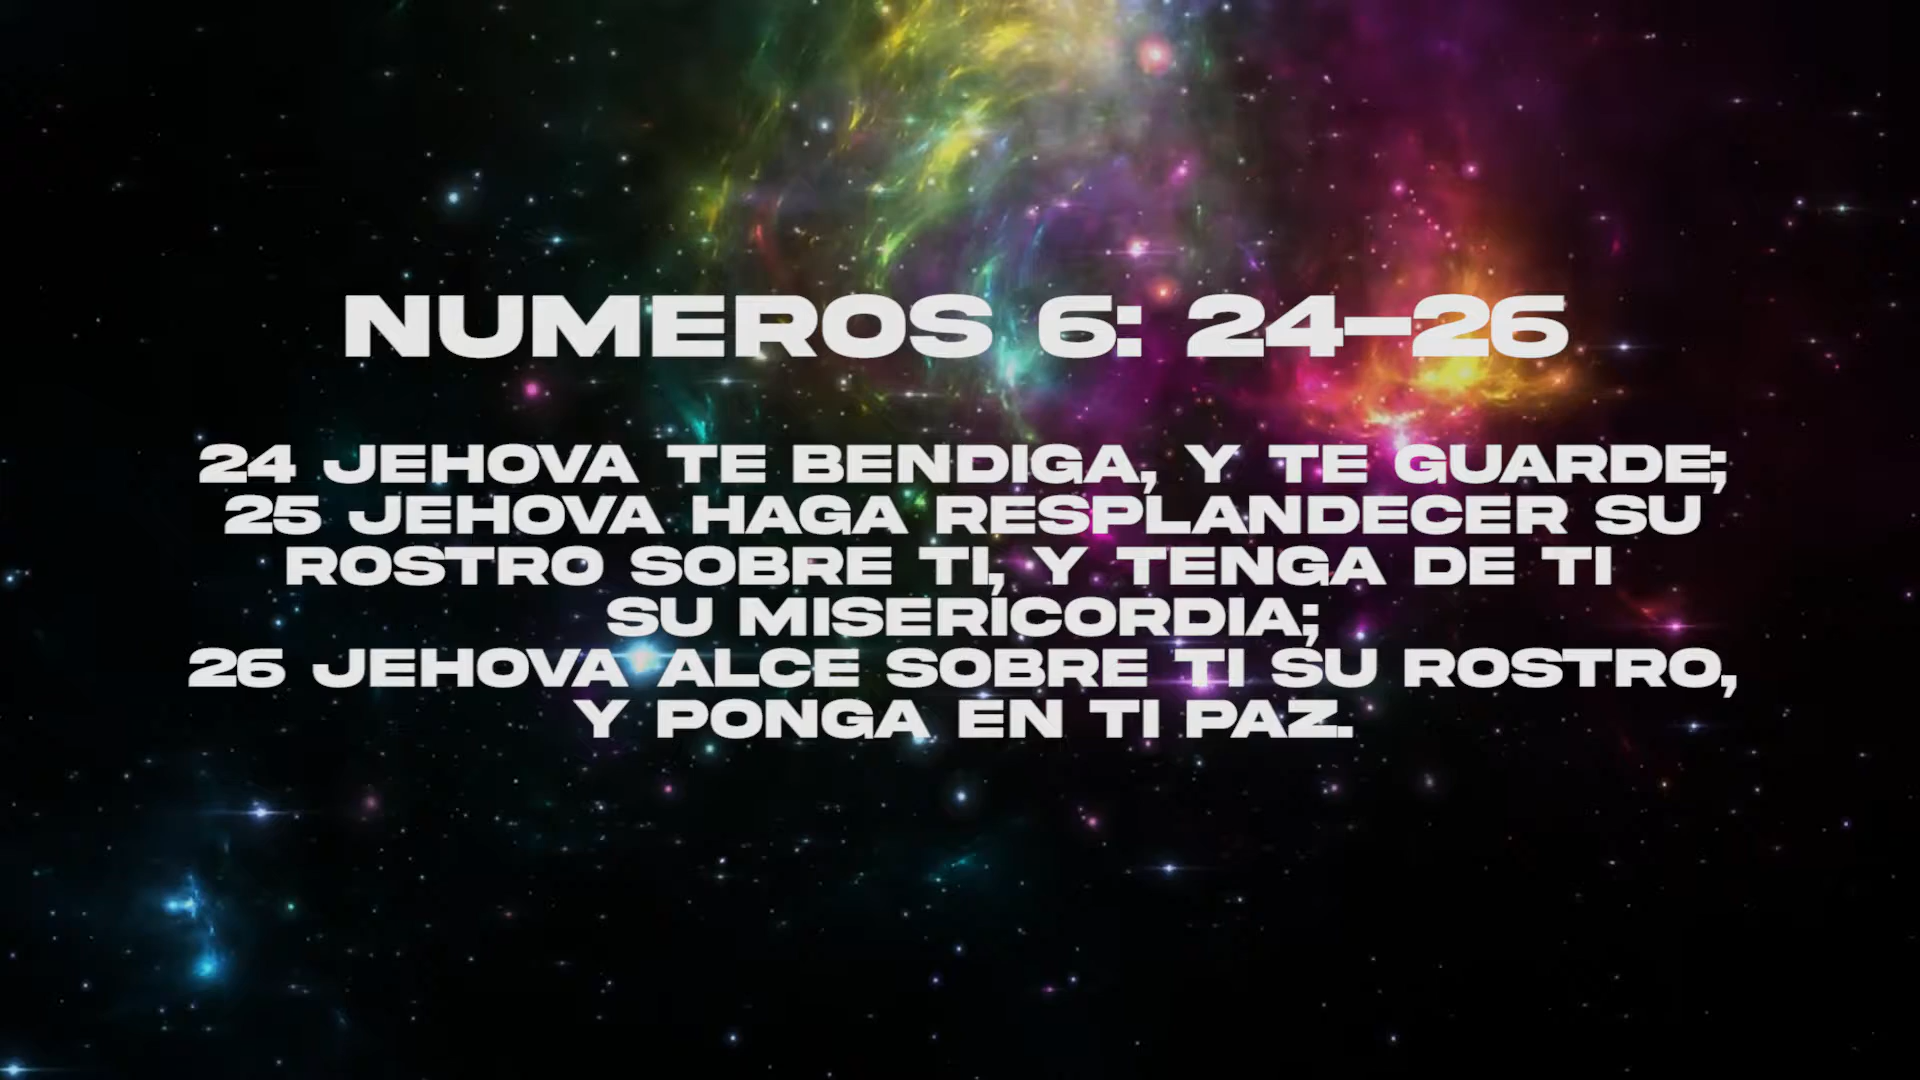 NUMEROS 6: 24-26
24 JEHOVA TE BENDIGA, Y TE GUARDE;
25 JEHOVA HAGA RESPLANDECER SU
ROSTRO SOBRE TI, Y TENGA DE TI
SU MISERICORDIA;
26 JEHOVA ALCE SOBRE TI SU ROSTRO,
Y PONGA EN TI PAZ.